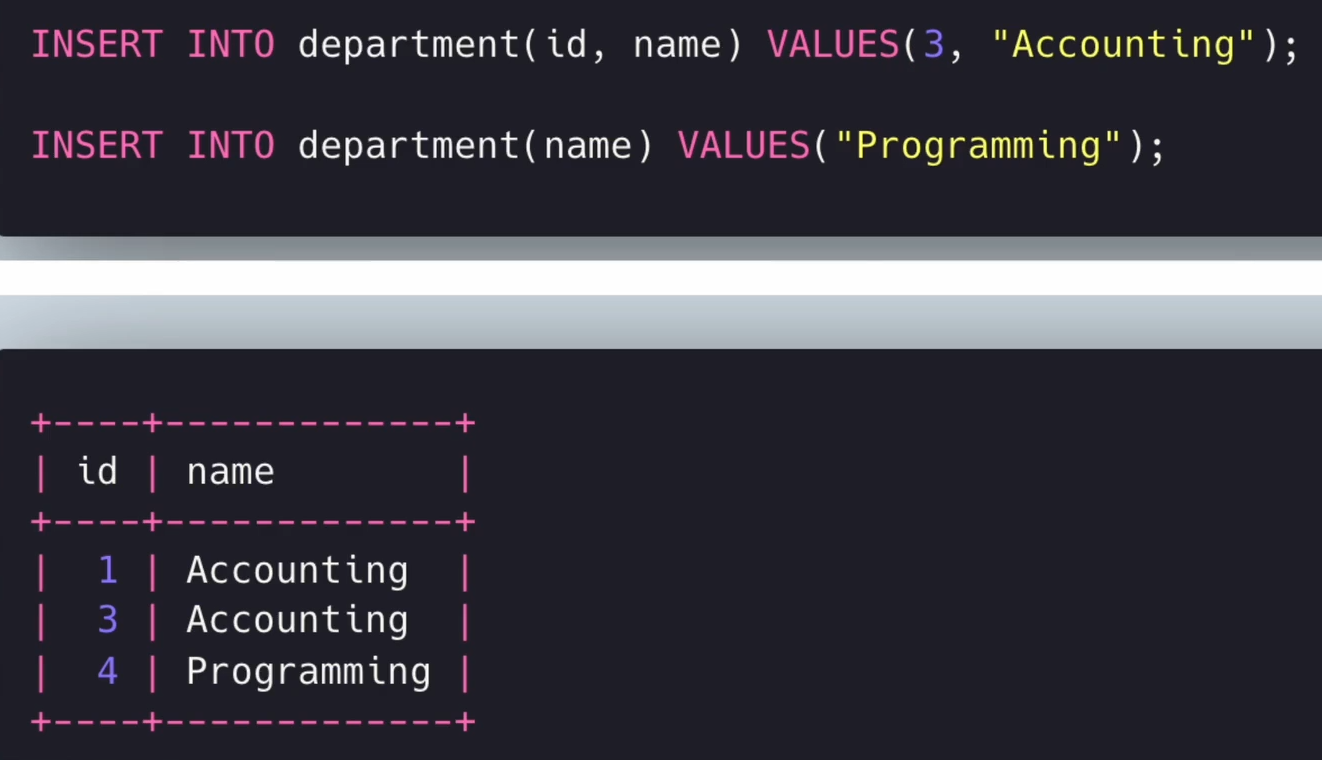 INSERT INTO department(id, name) VALUES(3, "Accounting");
INSERT INTO department(name) VALUES("Programming");
+----+-------------+
| id | name        |
+----+-------------+
|  1 | Accounting  |
|  3 | Accounting  |
|  4 | Programming |
+----+-------------+